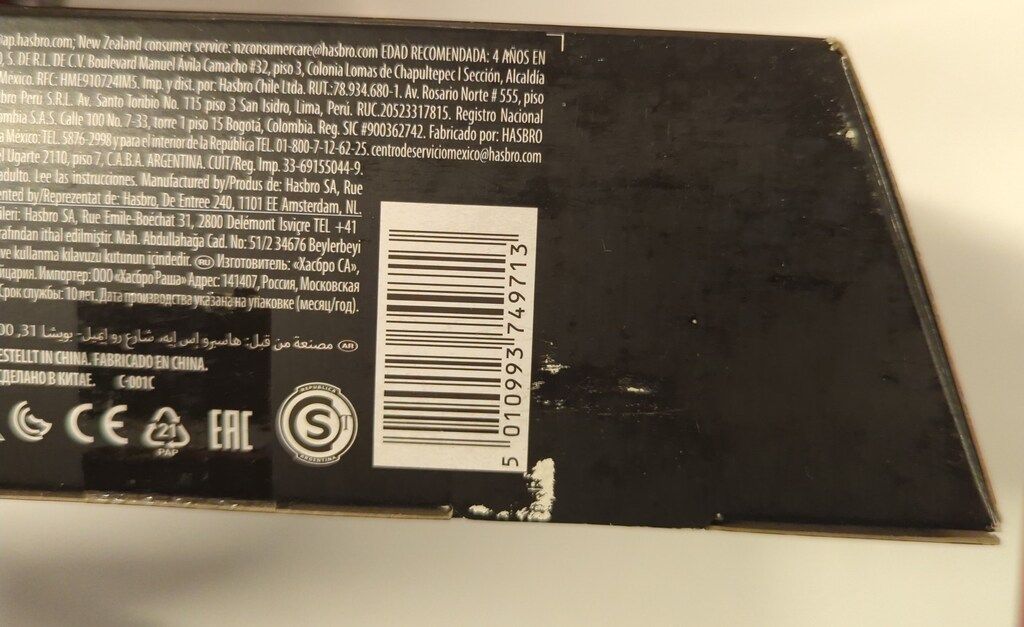 ap.hasbro.com; New Zealand consumer service: nzconsumercare@hasbro.com EDAD RECOMENDADA: 4 AÑOS EN
S. DE R.L. DE C.V. Boulevard Manuel Ávila Camacho #32, piso 3, Colonia Lomas de Chapultepec I Sección, Alcaldía
Mexico. RFC: HME910724IM5. Imp. y dist. por: Hasbro Chile Ltda. RUT.:78.934.680-1. Av. Rosario Norte # 555, piso
bro Perú S.R.L. Av. Santo Toribio No. 115 piso 3 San Isidro, Lima, Perú. RUC.20523317815. Registro Nacional
mbia S.A.S. Calle 100 No. 7-33, torre 1 piso 15 Bogotá, Colombia. Reg. SIC #900362742. Fabricado por: HASBRO
México: TEL. 5876-2998 y para el interior de la República TEL. 01-800-7-12-62-25. centrodeserviciomexico@hasbro.com
Ugarte 2110, piso 7, C.A.B.A. ARGENTINA. CUIT/Reg. Imp. 33-69155044-9.
adulto. Lee las instrucciones. Manufactured by/Produs de: Hasbro SA, Rue
ented by/Reprezentat de: Hasbro, De Entree 240, 1101 EE Amsterdam, NL.
ileri: Hasbro SA, Rue Emile-Boéchat 31, 2800 Delémont Isviçre TEL +41
rafından ithal edilmiştir. Mah. Abdullahaga Cad. No: 51/2 34676 Beylerbeyi
ve kullanma kılavuzu kutunun içindedir. RU Изготовитель: «Хасбро СА»,
йцария. Импортер: ООО «Хасбро Раша» Адрес: 141407, Россия, Московская
Срок службы: 10 лет. Дата производства указана на упаковке (месяц/год).
AR مصنعة من قبل: هاسبرو إس إيه، شارع رو إميل- بويشا 31, 00
ESTELLT IN CHINA. FABRICADO EN CHINA.
СДЕЛАНО В КИТАЕ. C-001C
CE 21 PAP EAC
REPUBLICA S ARGENTINA
5 010993 749713